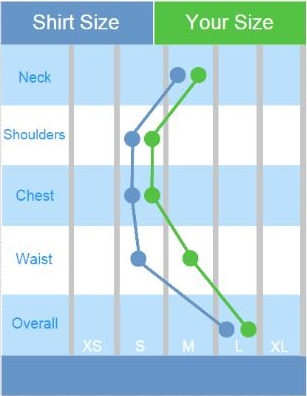 Shirt Size Your Size
Neck
Shoulders
Chest
Waist
Overall
XS S M L XL